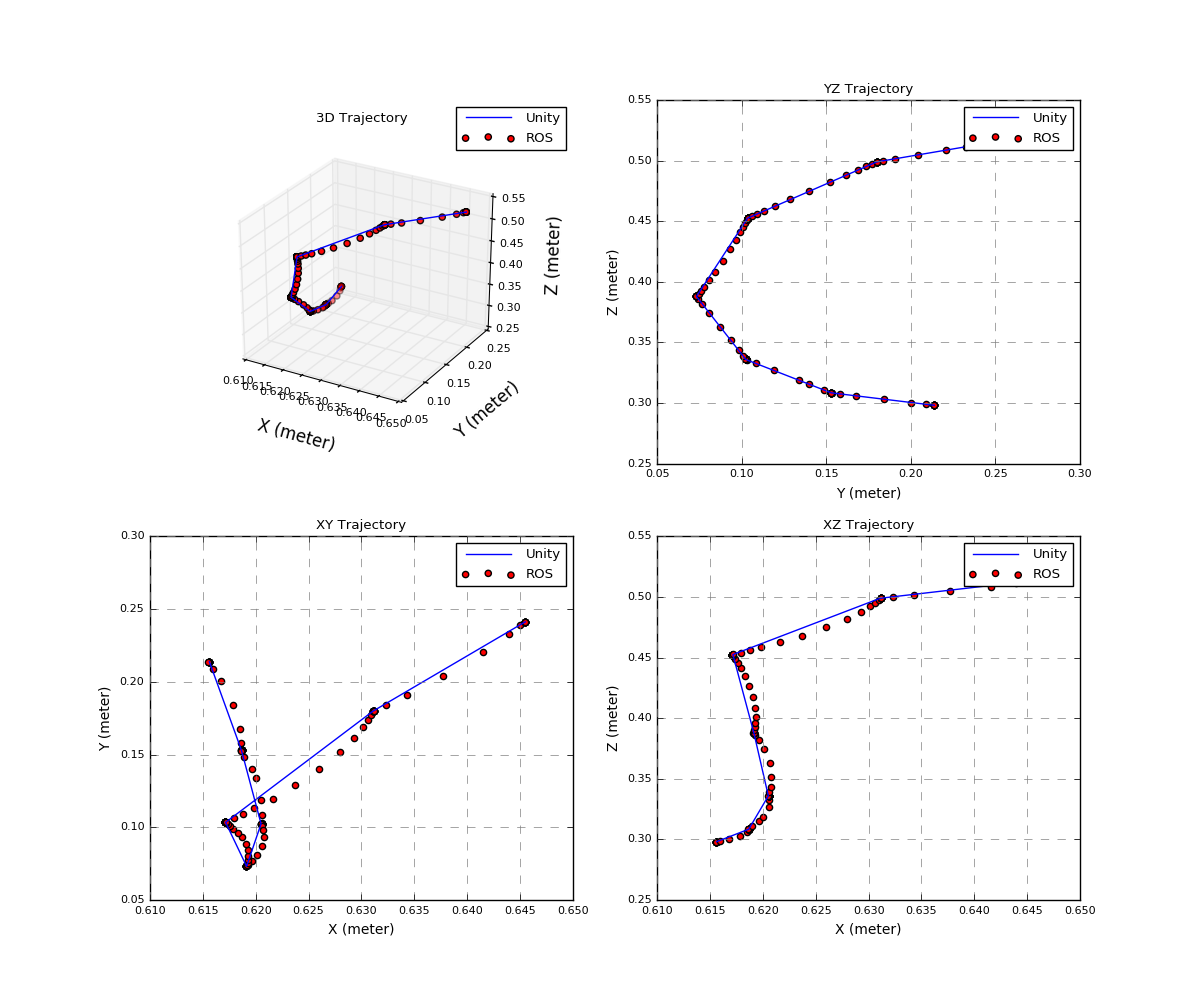 3D Trajectory
Unity
ROS
0.55
0.50
0.45
0.40
0.35
0.30
0.25
Z (meter)
0.25
0.20
0.15
0.10
0.05
Y (meter)
0.610
0.615
0.620
0.625
0.630
0.635
0.640
0.645
0.650
X (meter)
YZ Trajectory
Unity
ROS
0.55
0.50
0.45
0.40
0.35
0.30
0.25
Z (meter)
0.05 0.10 0.15 0.20 0.25 0.30
Y (meter)
XY Trajectory
Unity
ROS
0.30
0.25
0.20
0.15
0.10
0.05
Y (meter)
0.610 0.615 0.620 0.625 0.630 0.635 0.640 0.645 0.650
X (meter)
XZ Trajectory
Unity
ROS
0.55
0.50
0.45
0.40
0.35
0.30
0.25
Z (meter)
0.610 0.615 0.620 0.625 0.630 0.635 0.640 0.645 0.650
X (meter)